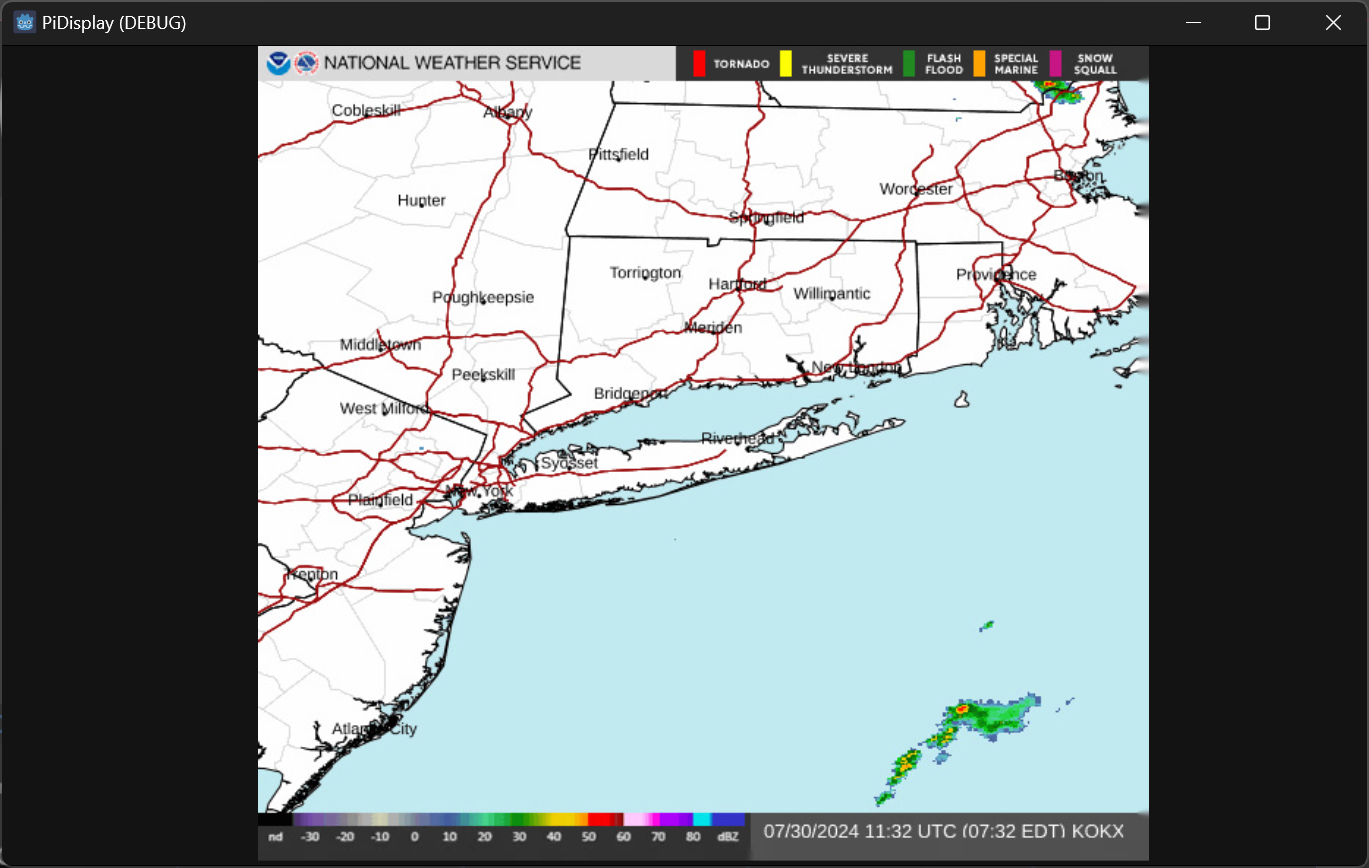 PiDisplay (DEBUG)
NATIONAL WEATHER SERVICE
TORNADO
SEVERE
THUNDERSTORM
FLASH
FLOOD
SPECIAL
MARINE
SNOW
SQUALL
Cobleskill
Albany
Pittsfield
Boston
Worcester
Hunter
Springfield
Torrington
Hartford
Willimantic
Providence
Poughkeepsie
Meriden
Middletown
New London
Peekskill
Bridgeport
West Milford
Riverhead
Syosset
New York
Plainfield
Trenton
Atlantic City
nd -30 -20 -10 0 10 20 30 40 50 60 70 80 dBZ
07/30/2024 11:32 UTC (07:32 EDT) KOKX